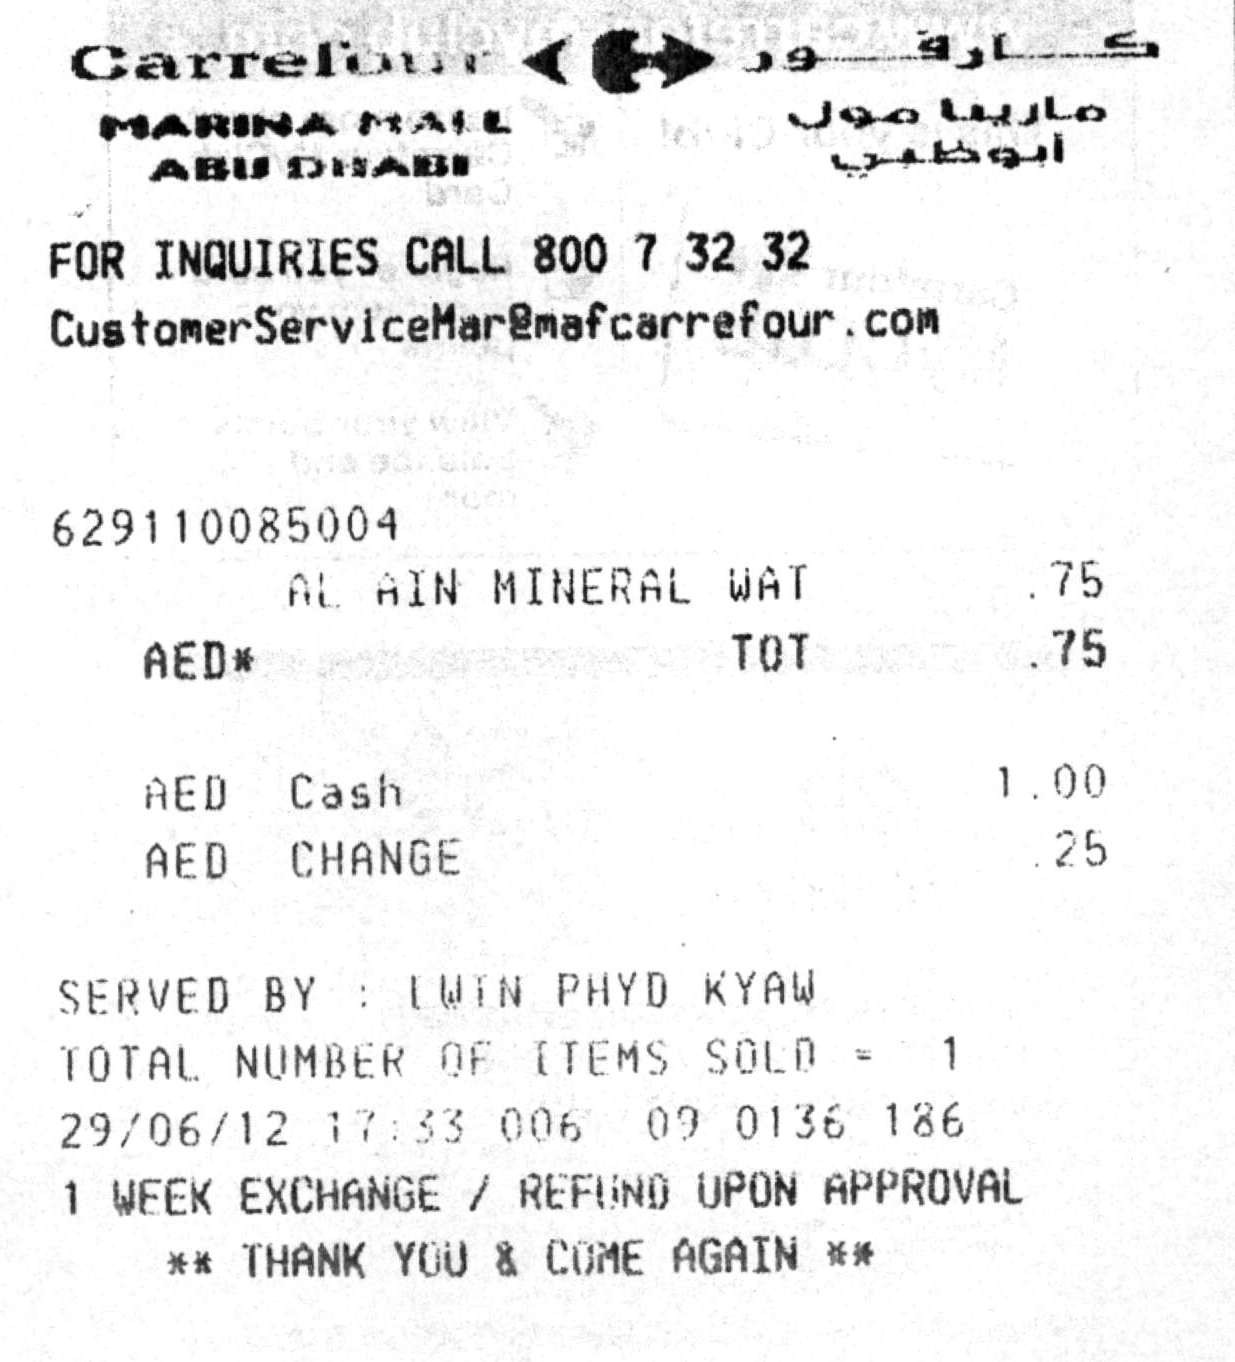 Carrefour كارفور
MARINA MALL مارينا مول
ABU DHABI أبوظبي
FOR INQUIRIES CALL 800 7 32 32
CustomerServiceMar@mafcarrefour.com
629110085004
AL AIN MINERAL WAT .75
AED* TOT .75
AED Cash 1.00
AED CHANGE .25
SERVED BY : LWIN PHYD KYAW
TOTAL NUMBER OF ITEMS SOLD = 1
29/06/12 17:33 006 09 0136 186
1 WEEK EXCHANGE / REFUND UPON APPROVAL
** THANK YOU & COME AGAIN **